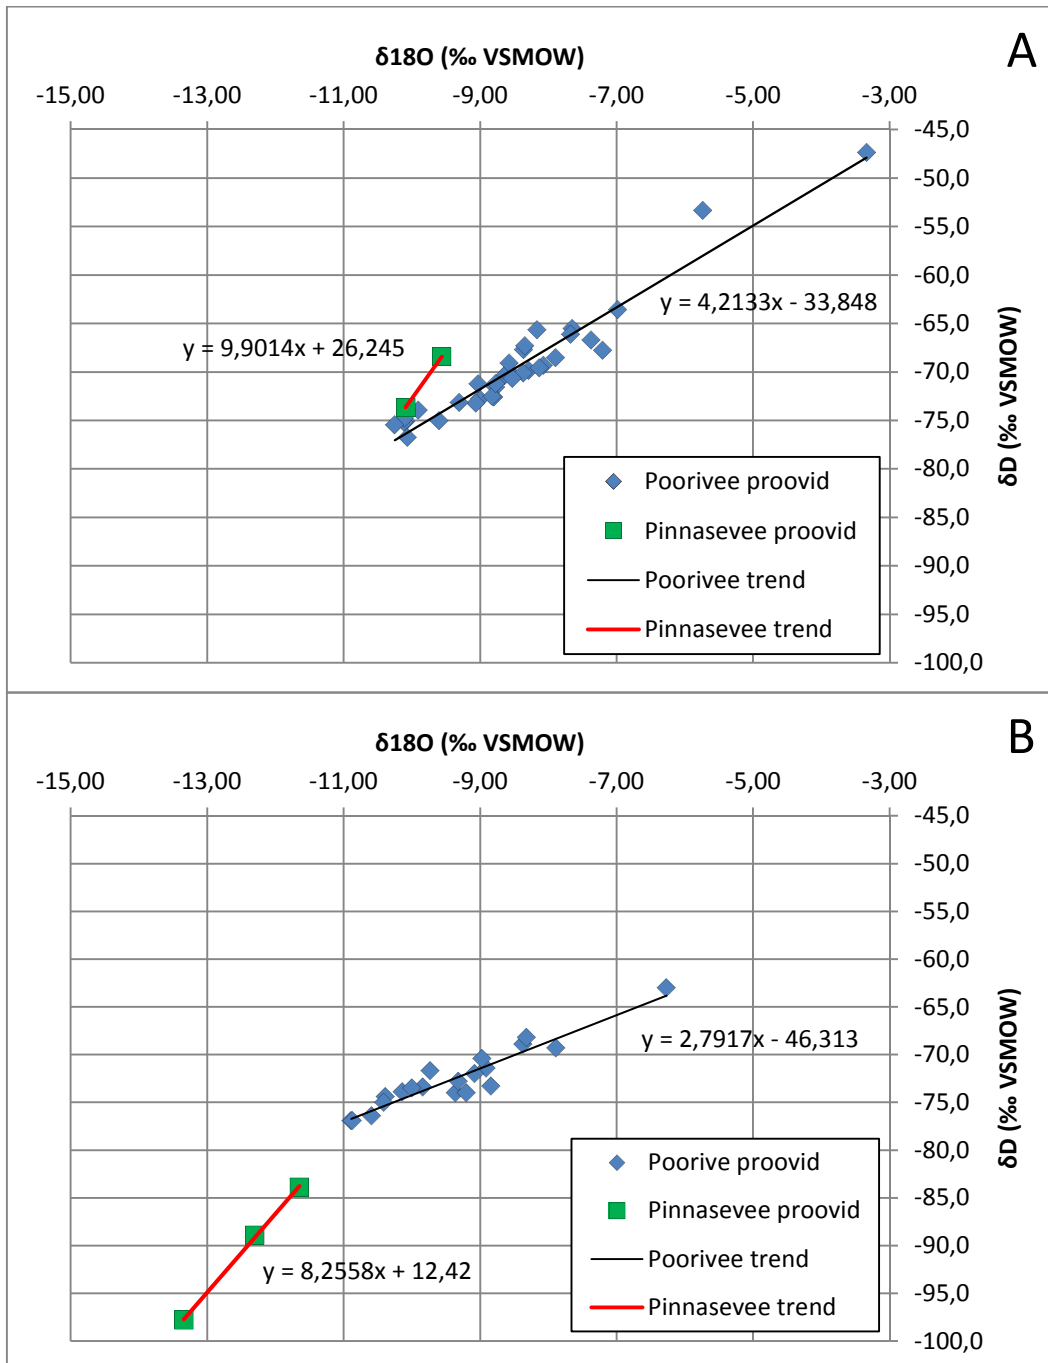 A
δ18O (‰ VSMOW)
-15,00 -13,00 -11,00 -9,00 -7,00 -5,00 -3,00
-45,0
-50,0
-55,0
-60,0
-65,0
-70,0
-75,0
-80,0
-85,0
-90,0
-95,0
-100,0
δD (‰ VSMOW)
y = 4,2133x - 33,848
y = 9,9014x + 26,245
Poorivee proovid
Pinnasevee proovid
Poorivee trend
Pinnasevee trend
B
δ18O (‰ VSMOW)
-15,00 -13,00 -11,00 -9,00 -7,00 -5,00 -3,00
-45,0
-50,0
-55,0
-60,0
-65,0
-70,0
-75,0
-80,0
-85,0
-90,0
-95,0
-100,0
δD (‰ VSMOW)
y = 2,7917x - 46,313
y = 8,2558x + 12,42
Poorive proovid
Pinnasevee proovid
Poorivee trend
Pinnasevee trend